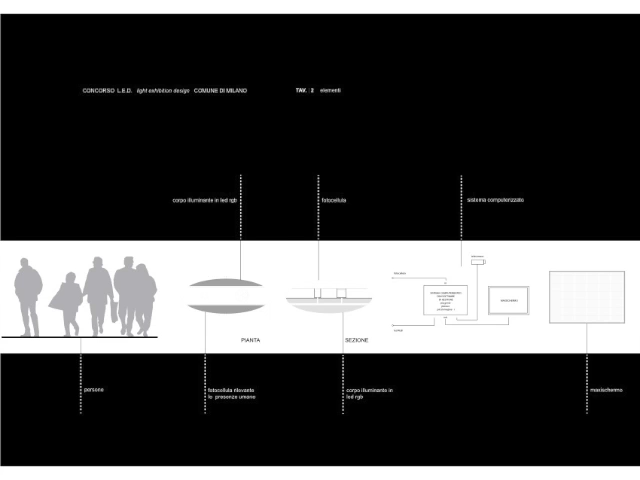 CONCORSO L.E.D. light exhibition design COMUNE DI MILANO
TAV. 2 elementi
corpo illuminante in led rgb
fotocellula
sistema computerizzato
MAXISCHERMO
PIANTA
SEZIONE
persone
fotocellula rilevante
le presenze umane
corpo illuminante in
led rgb
maxischermo